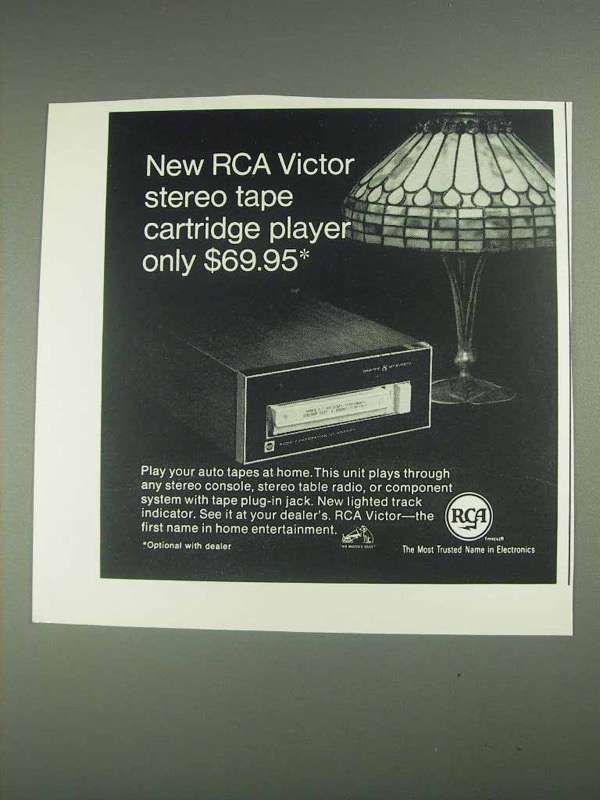 New RCA Victor
stereo tape
cartridge player
only $69.95*
Play your auto tapes at home. This unit plays through
any stereo console, stereo table radio, or component
system with tape plug-in jack. New lighted track
indicator. See it at your dealer's. RCA Victor—the
first name in home entertainment.
*Optional with dealer
"HIS MASTER'S VOICE"
RCA
The Most Trusted Name in Electronics